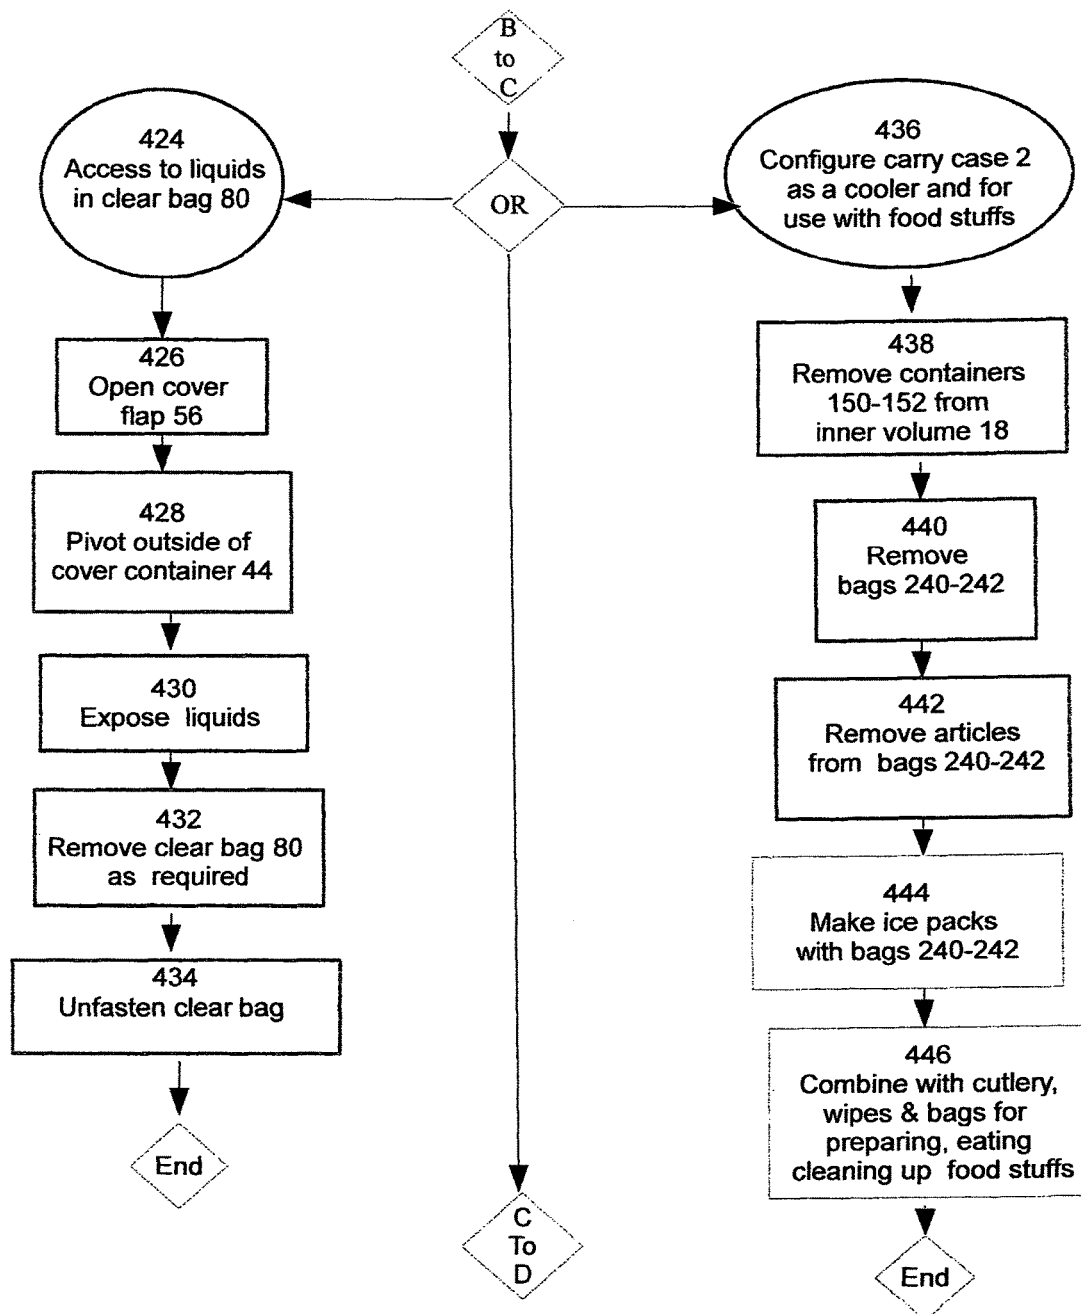 B
to
C
OR
424
Access to liquids
in clear bag 80
426
Open cover
flap 56
428
Pivot outside of
cover container 44
430
Expose liquids
432
Remove clear bag 80
as required
434
Unfasten clear bag
End
C
To
D
436
Configure carry case 2
as a cooler and for
use with food stuffs
438
Remove containers
150-152 from
inner volume 18
440
Remove
bags 240-242
442
Remove articles
from bags 240-242
444
Make ice packs
with bags 240-242
446
Combine with cutlery,
wipes & bags for
preparing, eating
cleaning up food stuffs
End